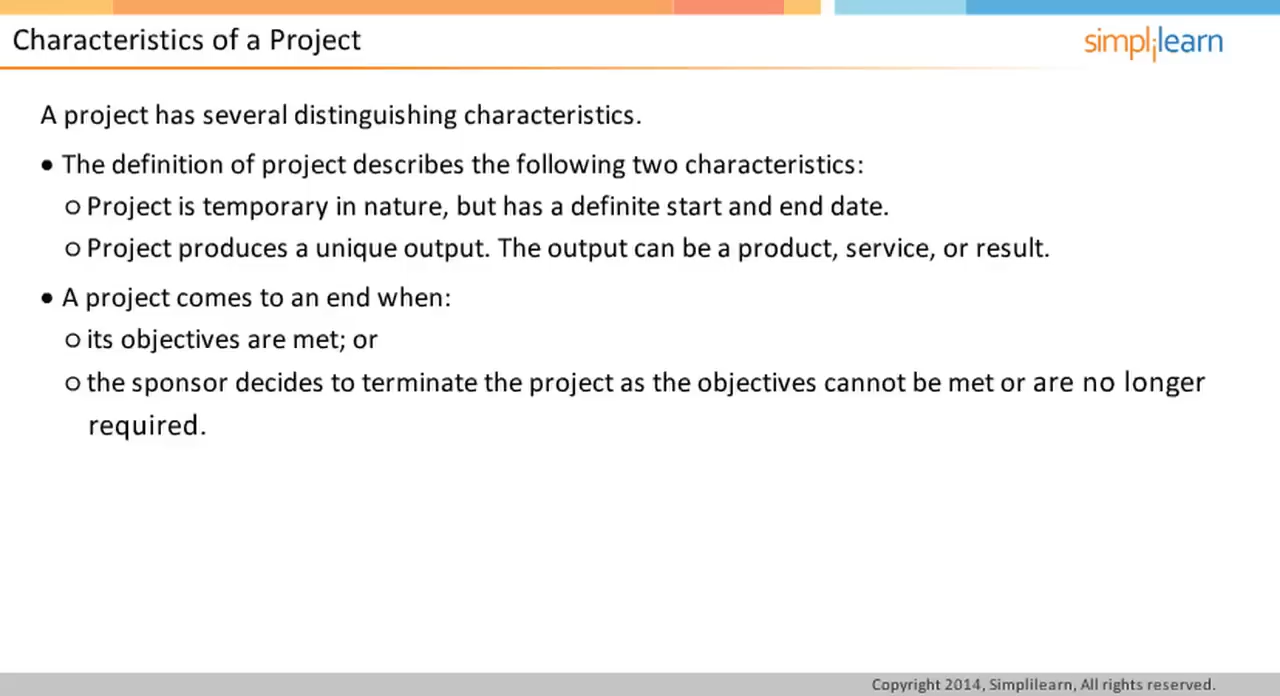 Characteristics of a Project
simplilearn
A project has several distinguishing characteristics.
• The definition of project describes the following two characteristics:
o Project is temporary in nature, but has a definite start and end date.
o Project produces a unique output. The output can be a product, service, or result.
• A project comes to an end when:
o its objectives are met; or
o the sponsor decides to terminate the project as the objectives cannot be met or are no longer
required.
Copyright 2014, Simplilearn, All rights reserved.